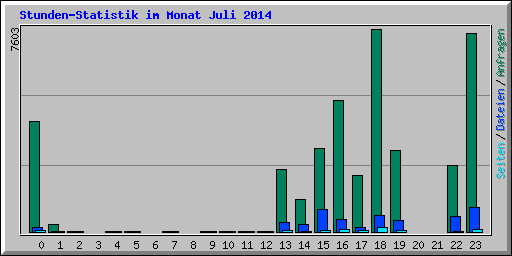 Stunden-Statistik im Monat Juli 2014
7603
Seiten / Dateien / Anfragen
0 1 2 3 4 5 6 7 8 9 10 11 12 13 14 15 16 17 18 19 20 21 22 23